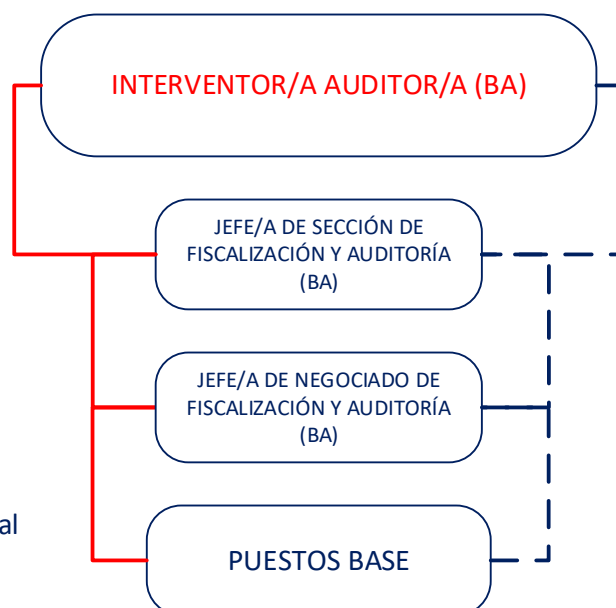 INTERVENTOR/A AUDITOR/A (BA)
JEFE/A DE SECCIÓN DE
FISCALIZACIÓN Y AUDITORÍA
(BA)
JEFE/A DE NEGOCIADO DE
FISCALIZACIÓN Y AUDITORÍA
(BA)
al
PUESTOS BASE